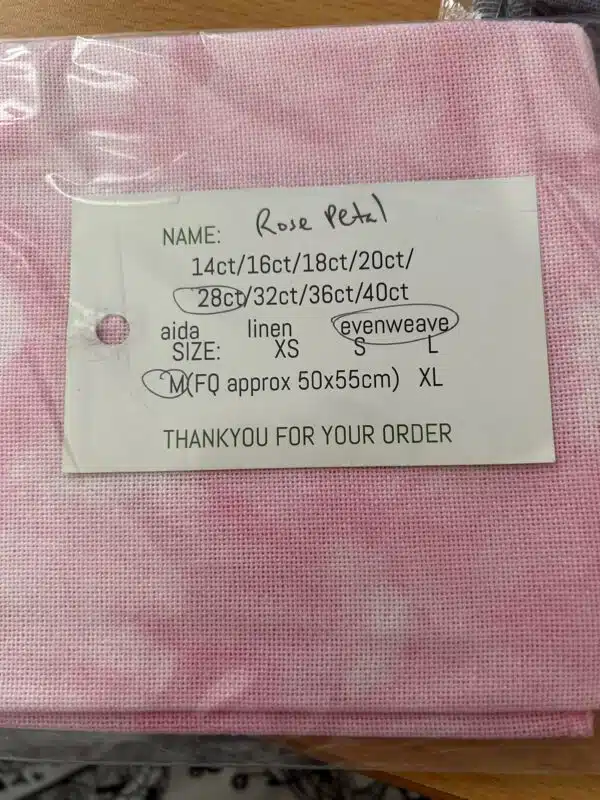 NAME: Rose Petal
14ct/16ct/18ct/20ct/
28ct/32ct/36ct/40ct
aida linen evenweave
SIZE: XS S L
M(FQ approx 50x55cm) XL
THANKYOU FOR YOUR ORDER